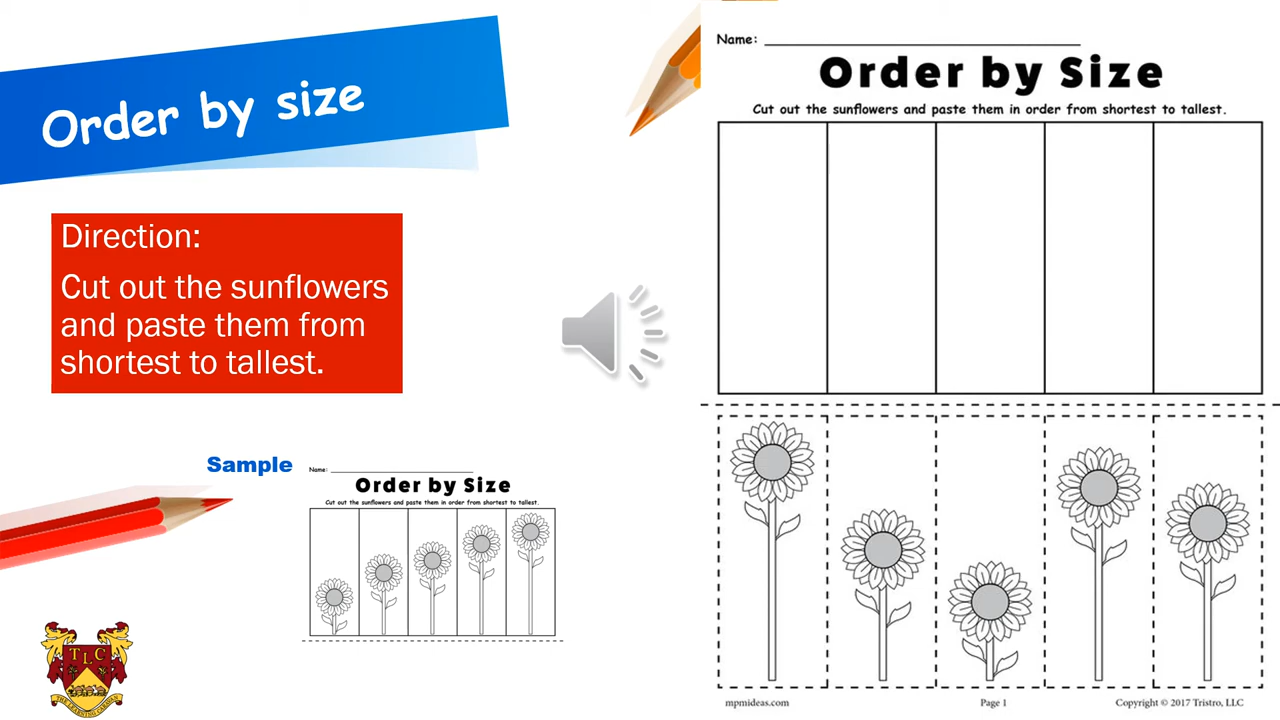 Order by size
Direction:
Cut out the sunflowers
and paste them from
shortest to tallest.
Sample
Name:
Order by Size
Cut out the sunflowers and paste them in order from shortest to tallest.
TLC
Name:
Order by Size
Cut out the sunflowers and paste them in order from shortest to tallest.
mpmideas.com
Page 1
Copyright © 2017 Tristro, LLC